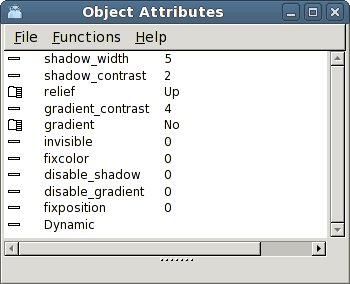 Object Attributes
File Functions Help
shadow_width 5
shadow_contrast 2
relief Up
gradient_contrast 4
gradient No
invisible 0
fixcolor 0
disable_shadow 0
disable_gradient 0
fixposition 0
Dynamic